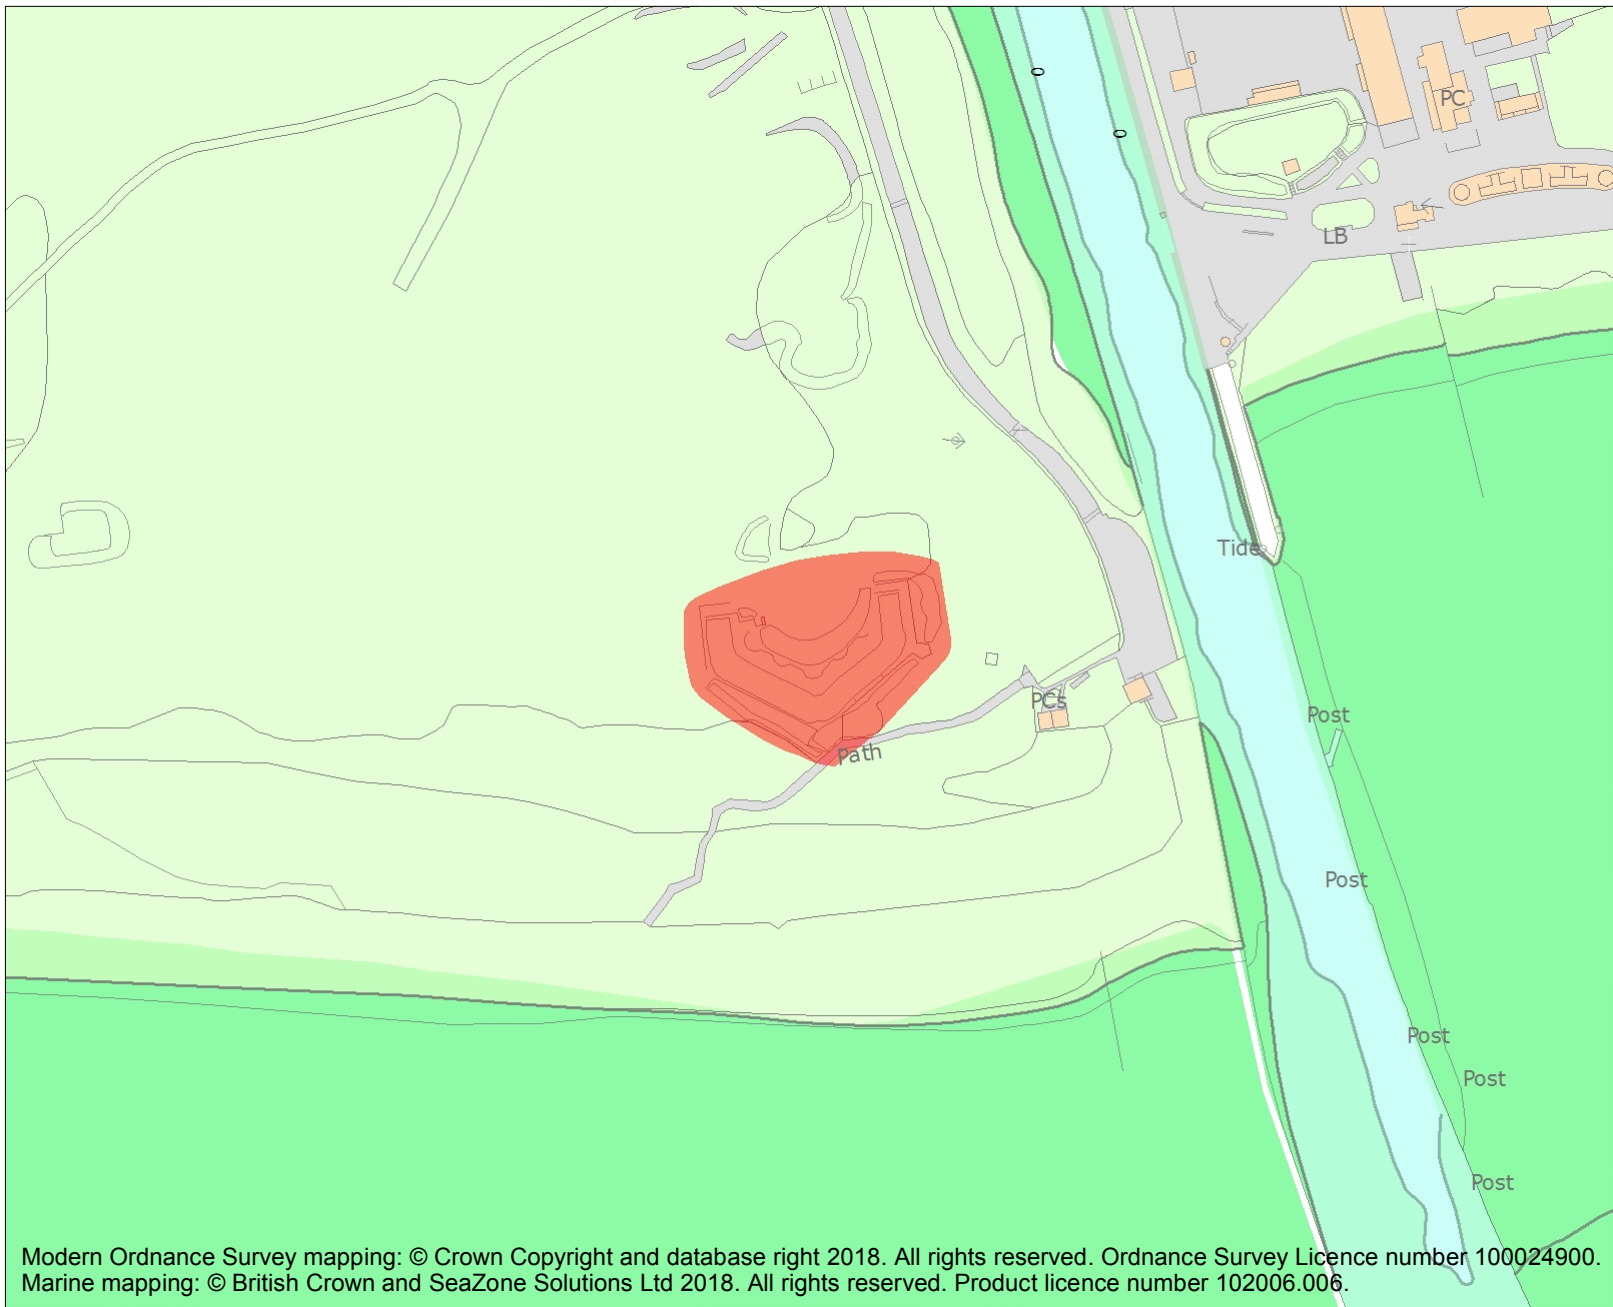 0
0
PC
LB
Tide
PCs
Post
Path
Post
Post
Post
Post
Modern Ordnance Survey mapping: © Crown Copyright and database right 2018. All rights reserved. Ordnance Survey Licence number 100024900.
Marine mapping: © British Crown and SeaZone Solutions Ltd 2018. All rights reserved. Product licence number 102006.006.